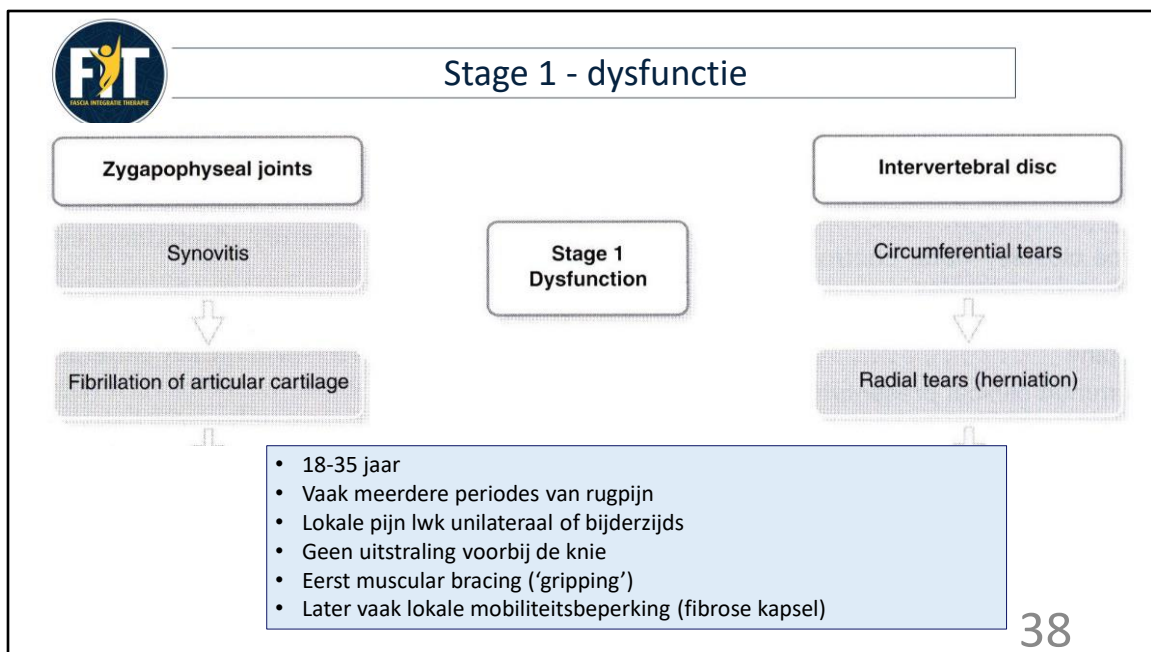 FIT
FASCIA INTEGRATIE THERAPIE
Stage 1 - dysfunctie
Zygapophyseal joints
Synovitis
Fibrillation of articular cartilage
Stage 1
Dysfunction
Intervertebral disc
Circumferential tears
Radial tears (herniation)
• 18-35 jaar
• Vaak meerdere periodes van rugpijn
• Lokale pijn lwk unilateraal of bijderzijds
• Geen uitstraling voorbij de knie
• Eerst muscular bracing (‘gripping’)
• Later vaak lokale mobiliteitsbeperking (fibrose kapsel)
38